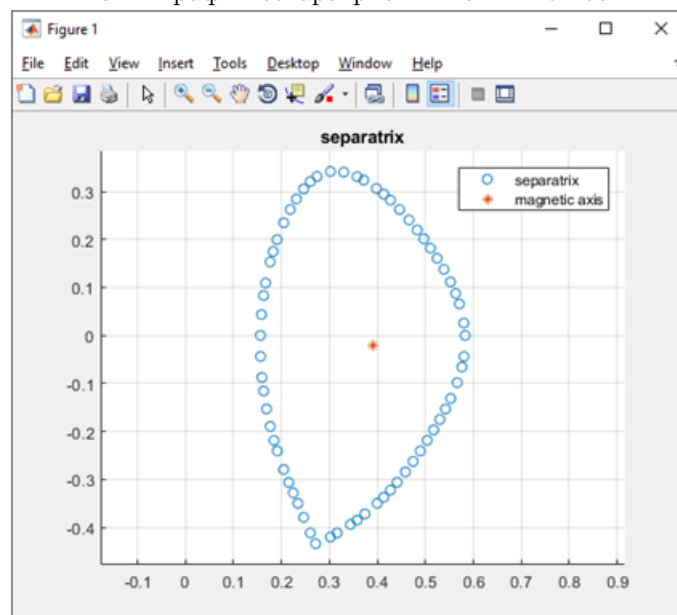 Figure 1
File Edit View Insert Tools Desktop Window Help
separatrix
separatrix
magnetic axis
0.3
0.2
0.1
0
-0.1
-0.2
-0.3
-0.4
-0.1 0 0.1 0.2 0.3 0.4 0.5 0.6 0.7 0.8 0.9